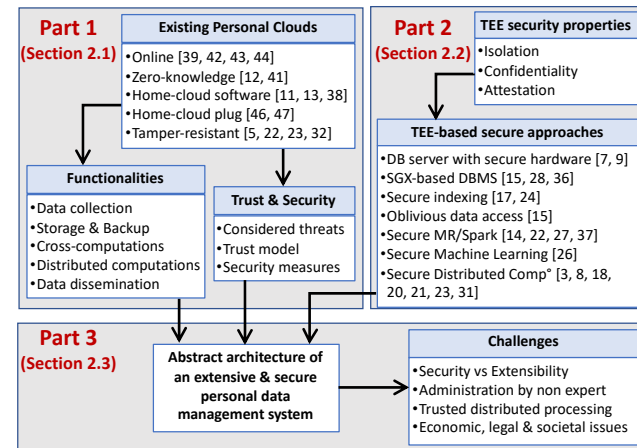 Part 1
(Section 2.1)
Existing Personal Clouds
•Online [39, 42, 43, 44]
•Zero-knowledge [12, 41]
•Home-cloud software [11, 13, 38]
•Home-cloud plug [46, 47]
•Tamper-resistant [5, 22, 23, 32]
Functionalities
•Data collection
•Storage & Backup
•Cross-computations
•Distributed computations
•Data dissemination
Trust & Security
•Considered threats
•Trust model
•Security measures
Part 2
(Section 2.2)
TEE security properties
•Isolation
•Confidentiality
•Attestation
TEE-based secure approaches
•DB server with secure hardware [7, 9]
•SGX-based DBMS [15, 28, 36]
•Secure indexing [17, 24]
•Oblivious data access [15]
•Secure MR/Spark [14, 22, 27, 37]
•Secure Machine Learning [26]
•Secure Distributed Comp° [3, 8, 18,
20, 21, 23, 31]
Part 3
(Section 2.3)
Abstract architecture of
an extensive & secure
personal data
management system
Challenges
•Security vs Extensibility
•Administration by non expert
•Trusted distributed processing
•Economic, legal & societal issues